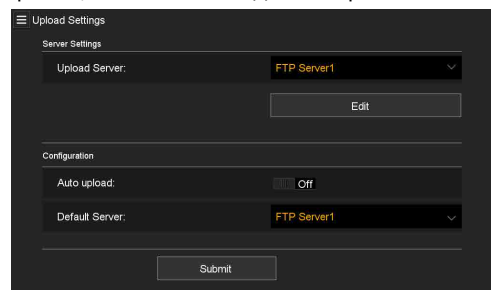 Upload Settings
Server Settings
Upload Server: FTP Server1
Edit
Configuration
Auto upload: Off
Default Server: FTP Server1
Submit